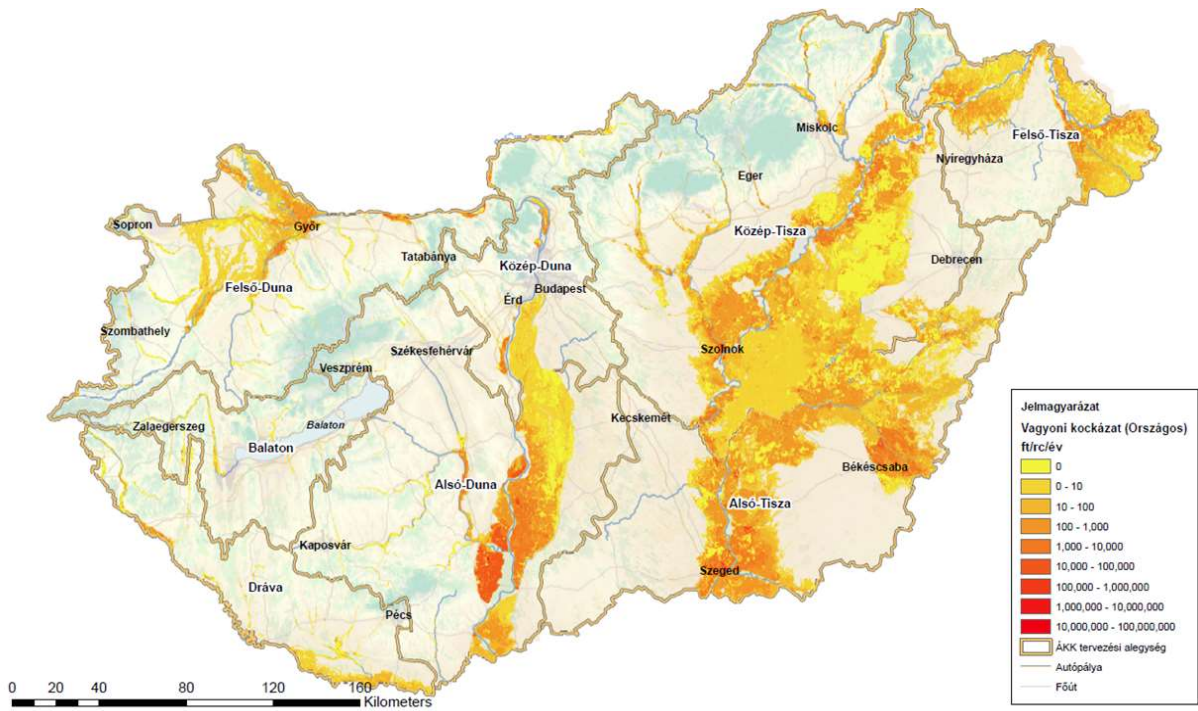 Miskolc
Felső-Tisza
Nyíregyháza
Eger
Sopron
Győr
Közép-Tisza
Tatabánya
Debrecen
Közép-Duna
Budapest
Felső-Duna
Érd
Szombathely
Székesfehérvár
Szolnok
Veszprém
Kecskemét
Zalaegerszeg
Balaton
Balaton
Békéscsaba
Alsó-Duna
Alsó-Tisza
Kaposvár
Szeged
Dráva
Pécs
Jelmagyarázat
Vagyoni kockázat (Országos)
ft/rc/év
0
0 - 10
10 - 100
100 - 1,000
1,000 - 10,000
10,000 - 100,000
100,000 - 1,000,000
1,000,000 - 10,000,000
10,000,000 - 100,000,000
ÁKK tervezési alegység
Autópálya
Főút
0 20 40 80 120 160
Kilometers